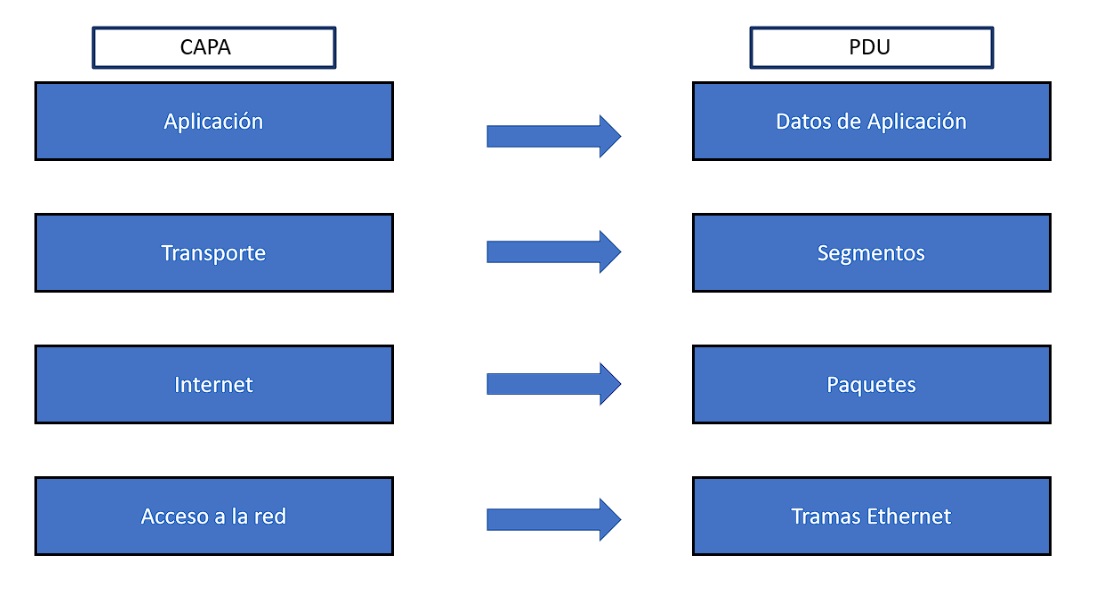 CAPA
PDU
Aplicación
Datos de Aplicación
Transporte
Segmentos
Internet
Paquetes
Acceso a la red
Tramas Ethernet